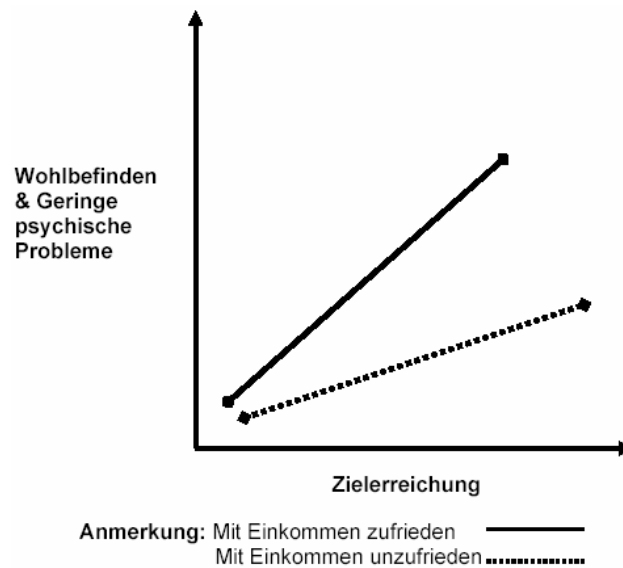 Wohlbefinden
& Geringe
psychische
Probleme
Zielerreichung
Anmerkung: Mit Einkommen zufrieden
Mit Einkommen unzufrieden